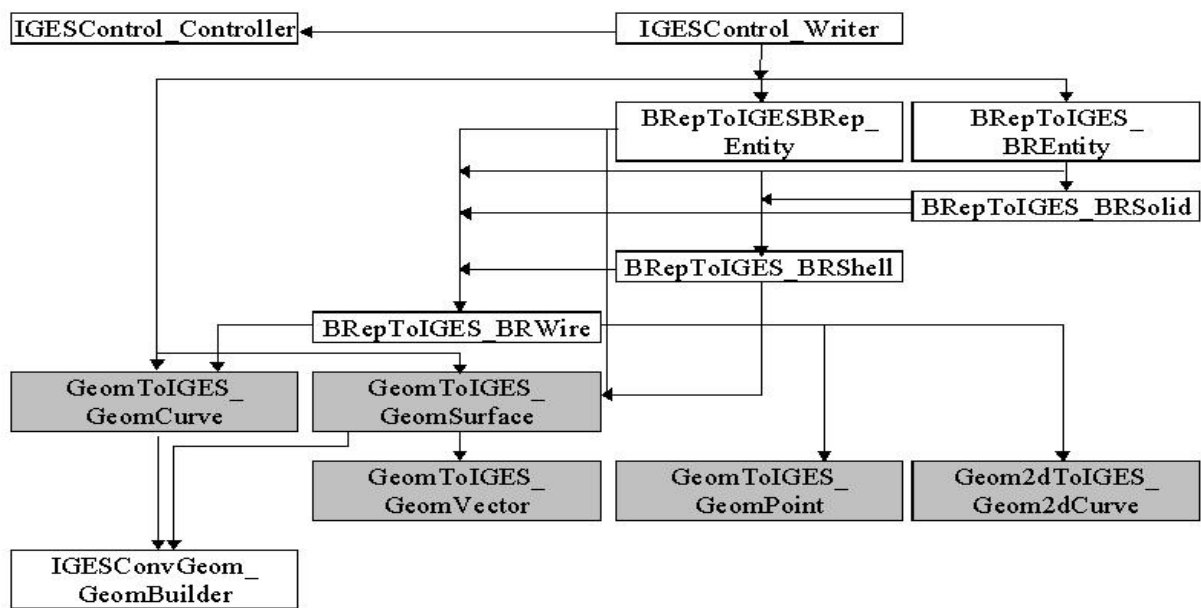 IGESControl_Controller
IGESControl_Writer
BRepToIGESBRep_
Entity
BRepToIGES_
BREntity
BRepToIGES_BRSolid
BRepToIGES_BRShell
BRepToIGES_BRWire
GeomToIGES_
GeomCurve
GeomToIGES_
GeomSurface
GeomToIGES_
GeomVector
GeomToIGES_
GeomPoint
Geom2dToIGES_
Geom2dCurve
IGESConvGeom_
GeomBuilder